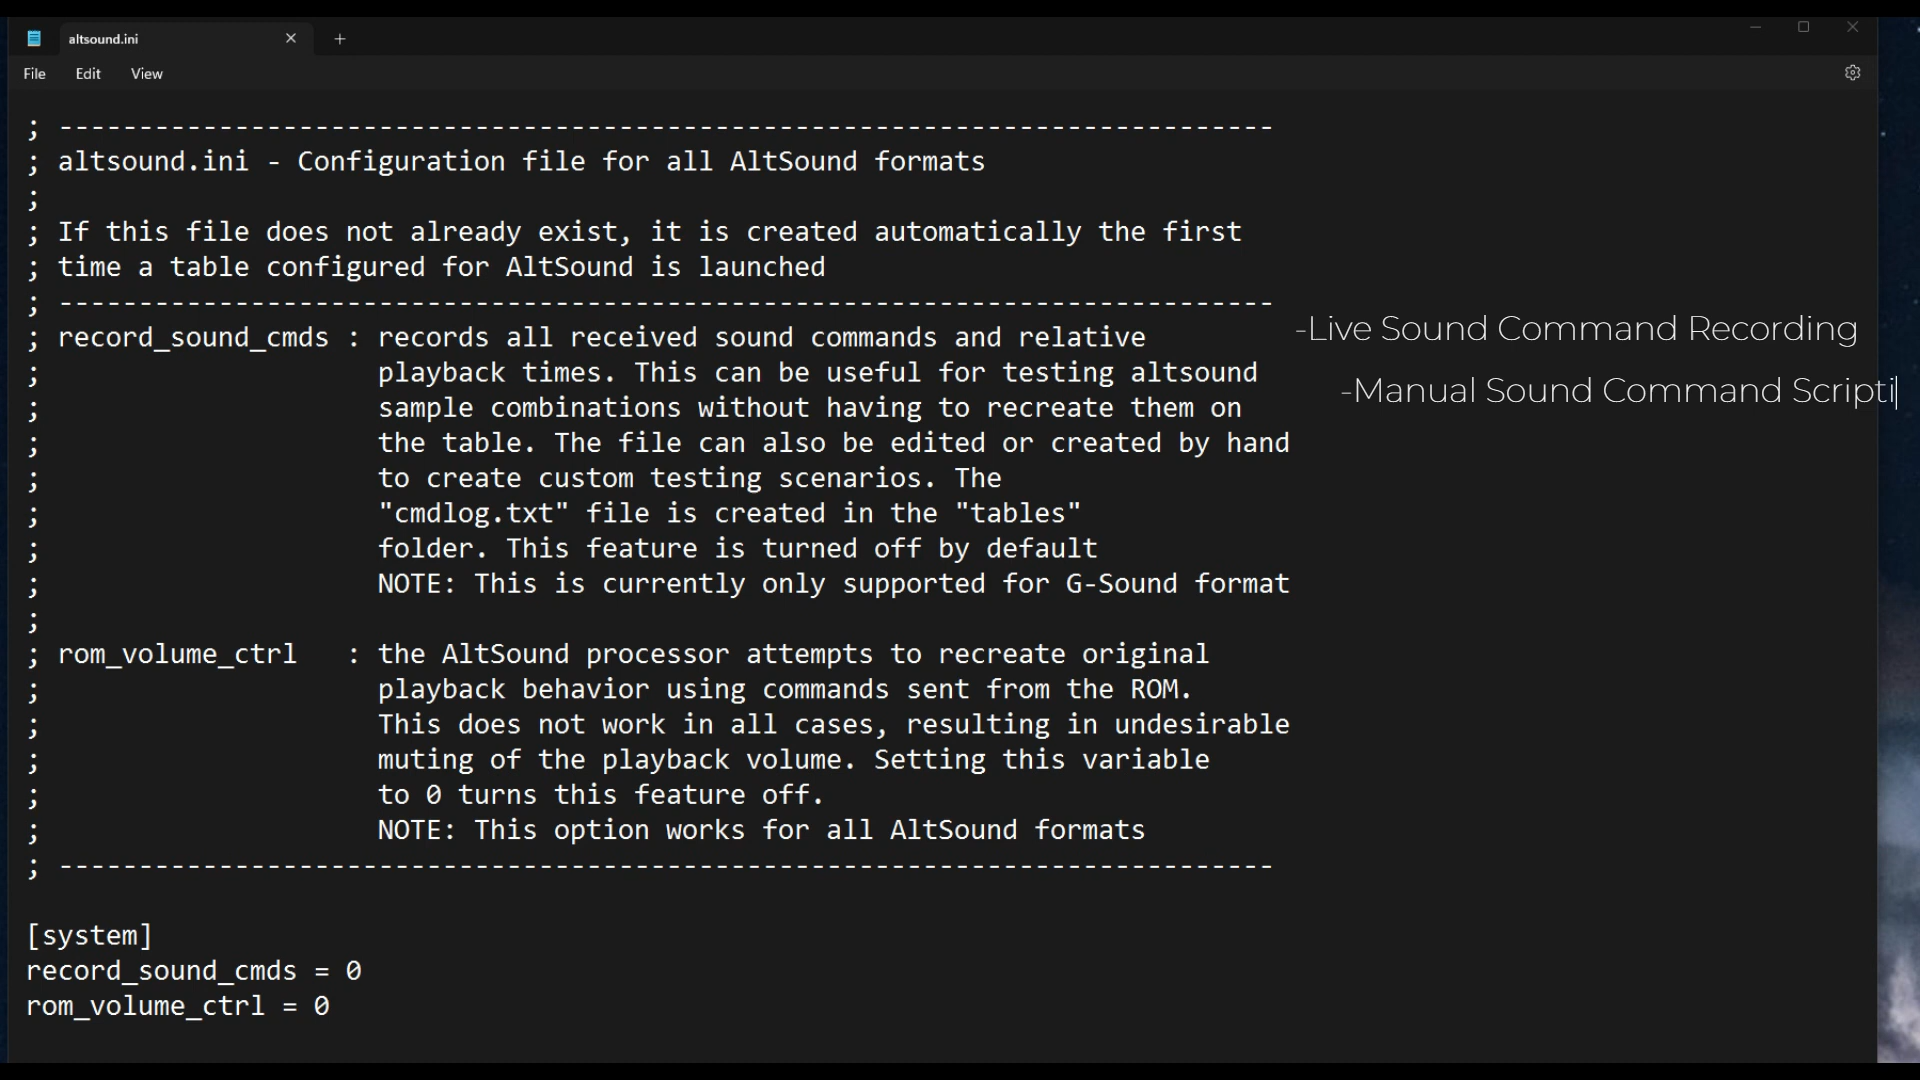 altsound.ini
File Edit View
; ----------------------------------------------------------------------------
; altsound.ini - Configuration file for all AltSound formats
;
; If this file does not already exist, it is created automatically the first
; time a table configured for AltSound is launched
; ----------------------------------------------------------------------------
; record_sound_cmds : records all received sound commands and relative
; playback times. This can be useful for testing altsound
; sample combinations without having to recreate them on
; the table. The file can also be edited or created by hand
; to create custom testing scenarios. The
; "cmdlog.txt" file is created in the "tables"
; folder. This feature is turned off by default
; NOTE: This is currently only supported for G-Sound format
;
; rom_volume_ctrl : the AltSound processor attempts to recreate original
; playback behavior using commands sent from the ROM.
; This does not work in all cases, resulting in undesirable
; muting of the playback volume. Setting this variable
; to 0 turns this feature off.
; NOTE: This option works for all AltSound formats
; ----------------------------------------------------------------------------
[system]
record_sound_cmds = 0
rom_volume_ctrl = 0
-Live Sound Command Recording
-Manual Sound Command Scripti